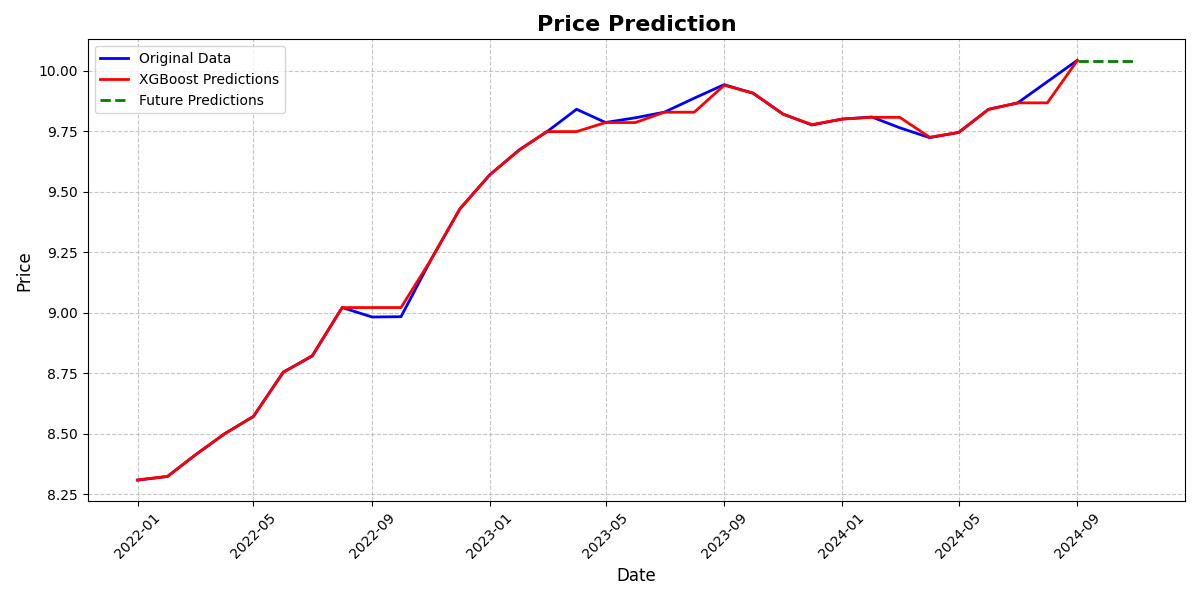 Price Prediction
Original Data
XGBoost Predictions
Future Predictions
10.00
9.75
9.50
9.25
9.00
8.75
8.50
8.25
Price
2022-01
2022-05
2022-09
2023-01
2023-05
2023-09
2024-01
2024-05
2024-09
Date